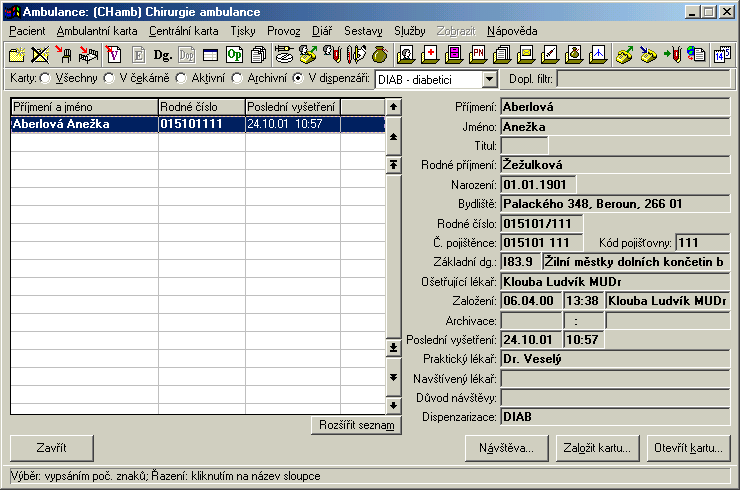 Ambulance: (CHamb) Chirurgie ambulance
Pacient Ambulantní karta Centrální karta Tisky Provoz Diář Sestavy Služby Zobrazit Nápověda
V E Dg. Dop Op PN 14 5
Karty: Všechny V čekárně Aktivní Archivní V dispenzáři: DIAB - diabetici Dopl. filtr:
Příjmení a jméno Rodné číslo Poslední vyšetření
Aberlová Anežka 015101111 24.10.01 10:57
Příjmení: Aberlová
Jméno: Anežka
Titul:
Rodné příjmení: Žežulková
Narození: 01.01.1901
Bydliště: Palackého 348, Beroun, 266 01
Rodné číslo: 015101/111
Č. pojištěnce: 015101 111 Kód pojišťovny: 111
Základní dg.: I83.9 Žilní městky dolních končetin b
Ošetřující lékař: Klouba Ludvík MUDr
Založení: 06.04.00 13:38 Klouba Ludvík MUDr
Archivace: :
Poslední vyšetření: 24.10.01 10:57
Praktický lékař: Dr. Veselý
Navštívený lékař:
Důvod návštěvy:
Dispenzarizace: DIAB
Rozšířit seznam
Zavřít Návštěva... Založit kartu... Otevřít kartu...
Výběr: vypsáním poč. znaků; Řazení: kliknutím na název sloupce